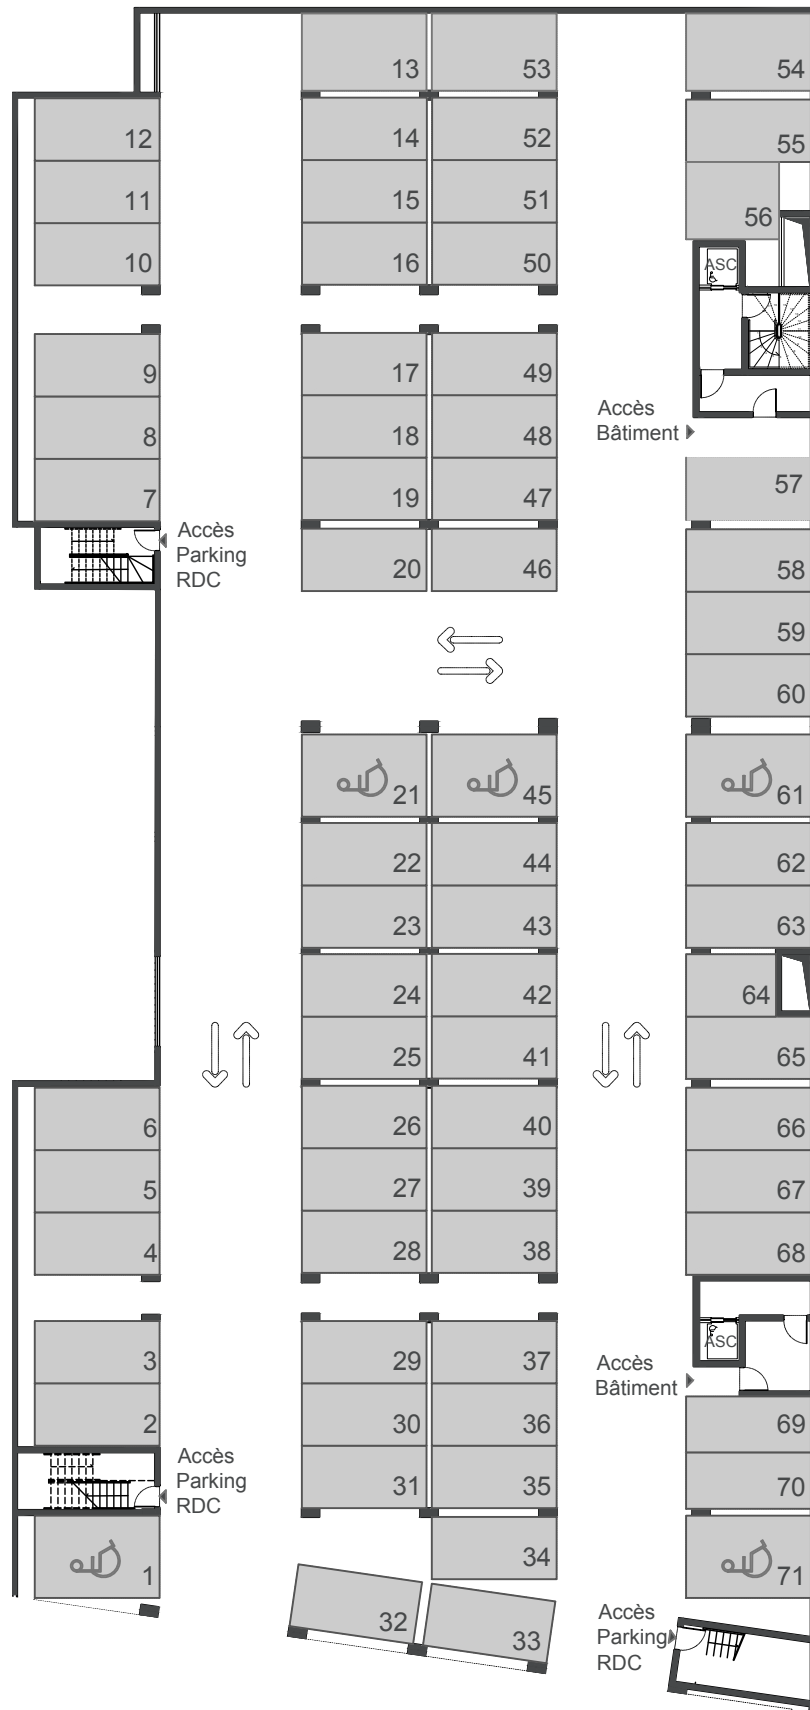 13 53 54
12 14 52 55
11 15 51 56
10 16 50 ASC
9 17 49
8 18 48 Accès
Bâtiment
7 19 47 57
Accès
Parking
RDC
20 46 58
59
60
21 45 61
22 44 62
23 43 63
24 42 64
25 41 65
6 26 40 66
5 27 39 67
4 28 38 68
ASC
3 29 37 Accès
Bâtiment
2 30 36 69
Accès
Parking
RDC
31 35 70
1 34 71
32 33
Accès
Parking
RDC